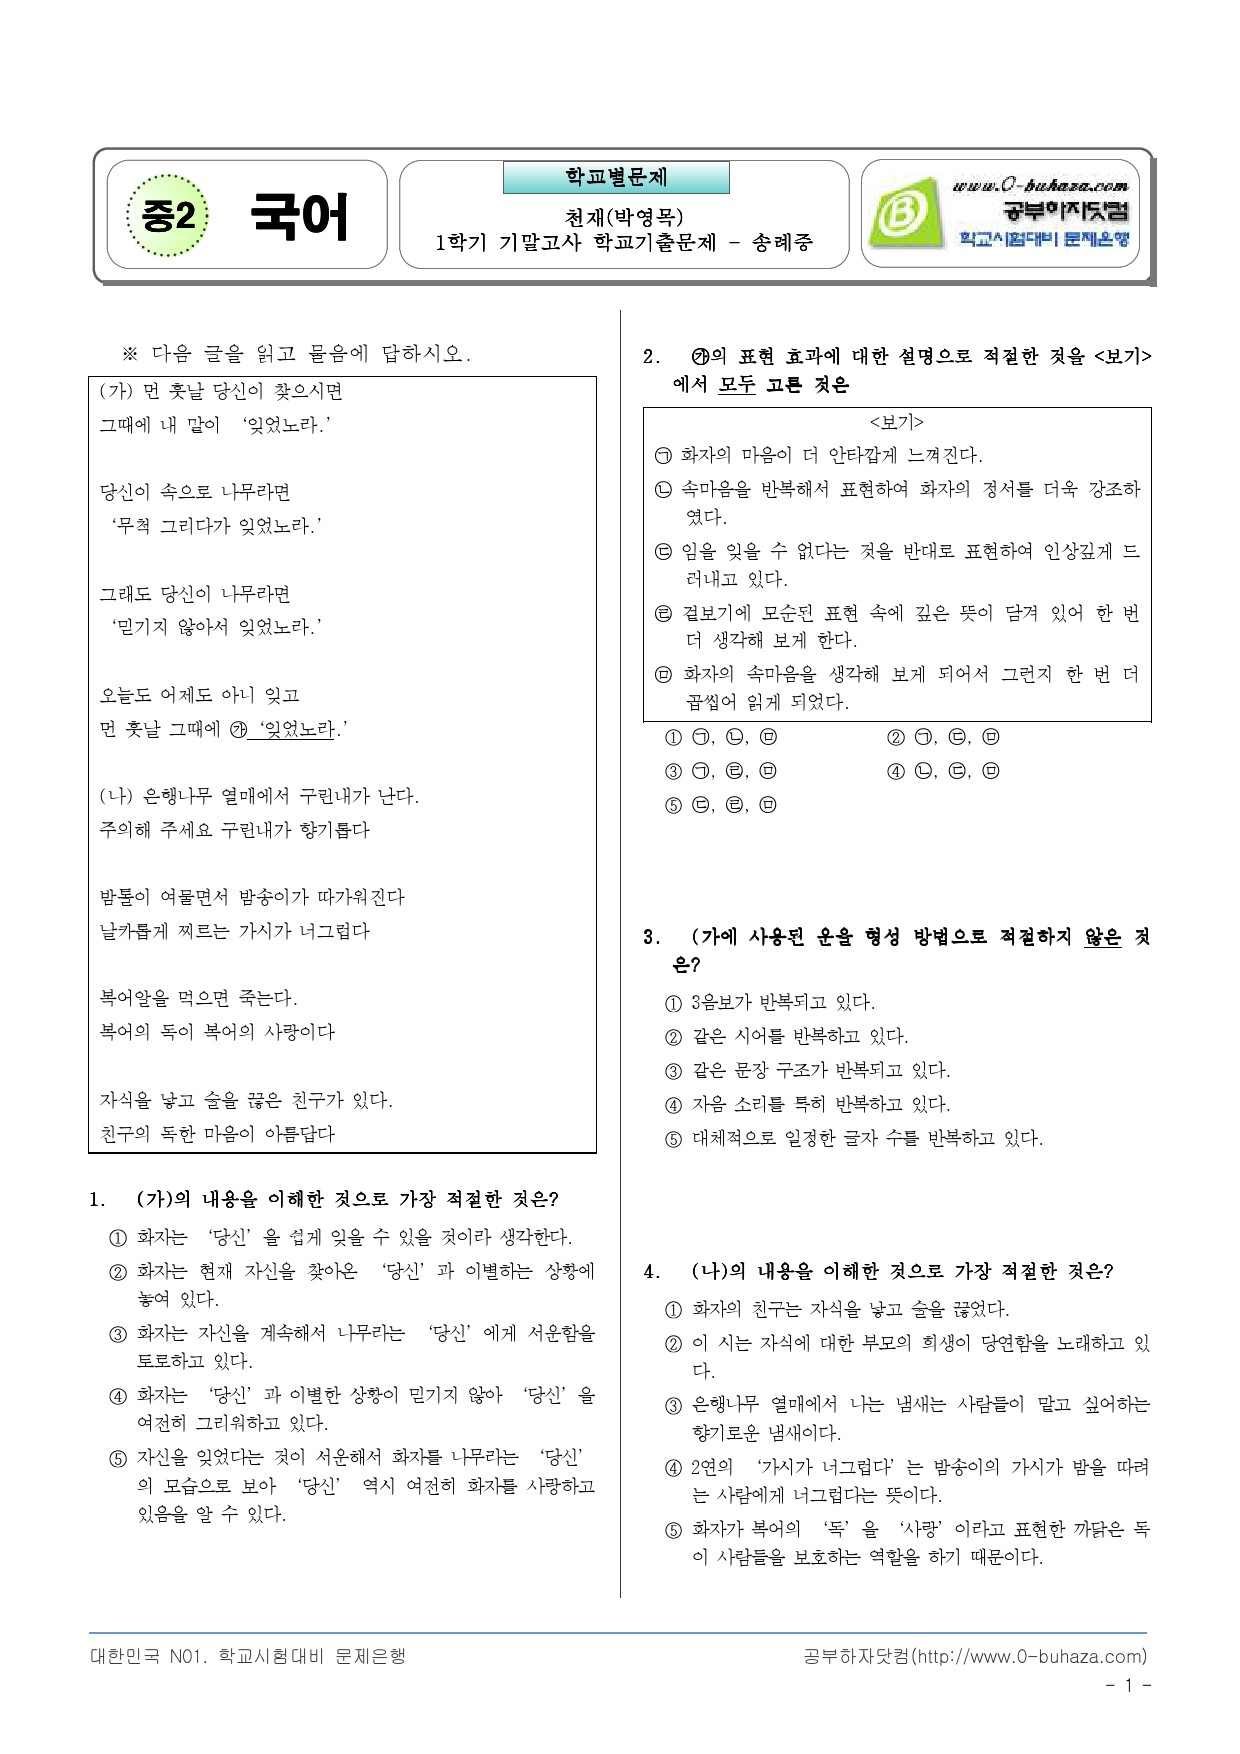 중2
국어
학교별문제
천재(박영목)
1학기 기말고사 학교기출문제 - 송례중
www.0-buhaza.com
공부하자닷컴
학교시험대비 문제은행
※ 다음 글을 읽고 물음에 답하시오.
(가) 먼 훗날 당신이 찾으시면
그때에 내 말이 ‘잊었노라.’
당신이 속으로 나무라면
‘무척 그리다가 잊었노라.’
그래도 당신이 나무라면
‘믿기지 않아서 잊었노라.’
오늘도 어제도 아니 잊고
먼 훗날 그때에 ㉮‘잊었노라.’
(나) 은행나무 열매에서 구린내가 난다.
주의해 주세요 구린내가 향기롭다
밤톨이 여물면서 밤송이가 따가워진다
날카롭게 찌르는 가시가 너그럽다
복어알을 먹으면 죽는다.
복어의 독이 복어의 사랑이다
자식을 낳고 술을 끊은 친구가 있다.
친구의 독한 마음이 아름답다
1. (가)의 내용을 이해한 것으로 가장 적절한 것은?
① 화자는 ‘당신’을 쉽게 잊을 수 있을 것이라 생각한다.
② 화자는 현재 자신을 찾아온 ‘당신’과 이별하는 상황에
놓여 있다.
③ 화자는 자신을 계속해서 나무라는 ‘당신’에게 서운함을
토로하고 있다.
④ 화자는 ‘당신’과 이별한 상황이 믿기지 않아 ‘당신’을
여전히 그리워하고 있다.
⑤ 자신을 잊었다는 것이 서운해서 화자를 나무라는 ‘당신’
의 모습으로 보아 ‘당신’ 역시 여전히 화자를 사랑하고
있음을 알 수 있다.
2. ㉮의 표현 효과에 대한 설명으로 적절한 것을 <보기>
에서 모두 고른 것은
<보기>
㉠ 화자의 마음이 더 안타깝게 느껴진다.
㉡ 속마음을 반복해서 표현하여 화자의 정서를 더욱 강조하
였다.
㉢ 임을 잊을 수 없다는 것을 반대로 표현하여 인상깊게 드
러내고 있다.
㉣ 겉보기에 모순된 표현 속에 깊은 뜻이 담겨 있어 한 번
더 생각해 보게 한다.
㉤ 화자의 속마음을 생각해 보게 되어서 그런지 한 번 더
곱씹어 읽게 되었다.
① ㉠, ㉡, ㉤ ② ㉠, ㉢, ㉤
③ ㉠, ㉣, ㉤ ④ ㉡, ㉢, ㉤
⑤ ㉢, ㉣, ㉤
3. (가에 사용된 운율 형성 방법으로 적절하지 않은 것
은?
① 3음보가 반복되고 있다.
② 같은 시어를 반복하고 있다.
③ 같은 문장 구조가 반복되고 있다.
④ 자음 소리를 특히 반복하고 있다.
⑤ 대체적으로 일정한 글자 수를 반복하고 있다.
4. (나)의 내용을 이해한 것으로 가장 적절한 것은?
① 화자의 친구는 자식을 낳고 술을 끊었다.
② 이 시는 자식에 대한 부모의 희생이 당연함을 노래하고 있
다.
③ 은행나무 열매에서 나는 냄새는 사람들이 맡고 싶어하는
향기로운 냄새이다.
④ 2연의 ‘가시가 너그럽다’는 밤송이의 가시가 밤을 따려
는 사람에게 너그럽다는 뜻이다.
⑤ 화자가 복어의 ‘독’을 ‘사랑’이라고 표현한 까닭은 독
이 사람들을 보호하는 역할을 하기 때문이다.
대한민국 N01. 학교시험대비 문제은행
공부하자닷컴(http://www.0-buhaza.com)
- 1 -